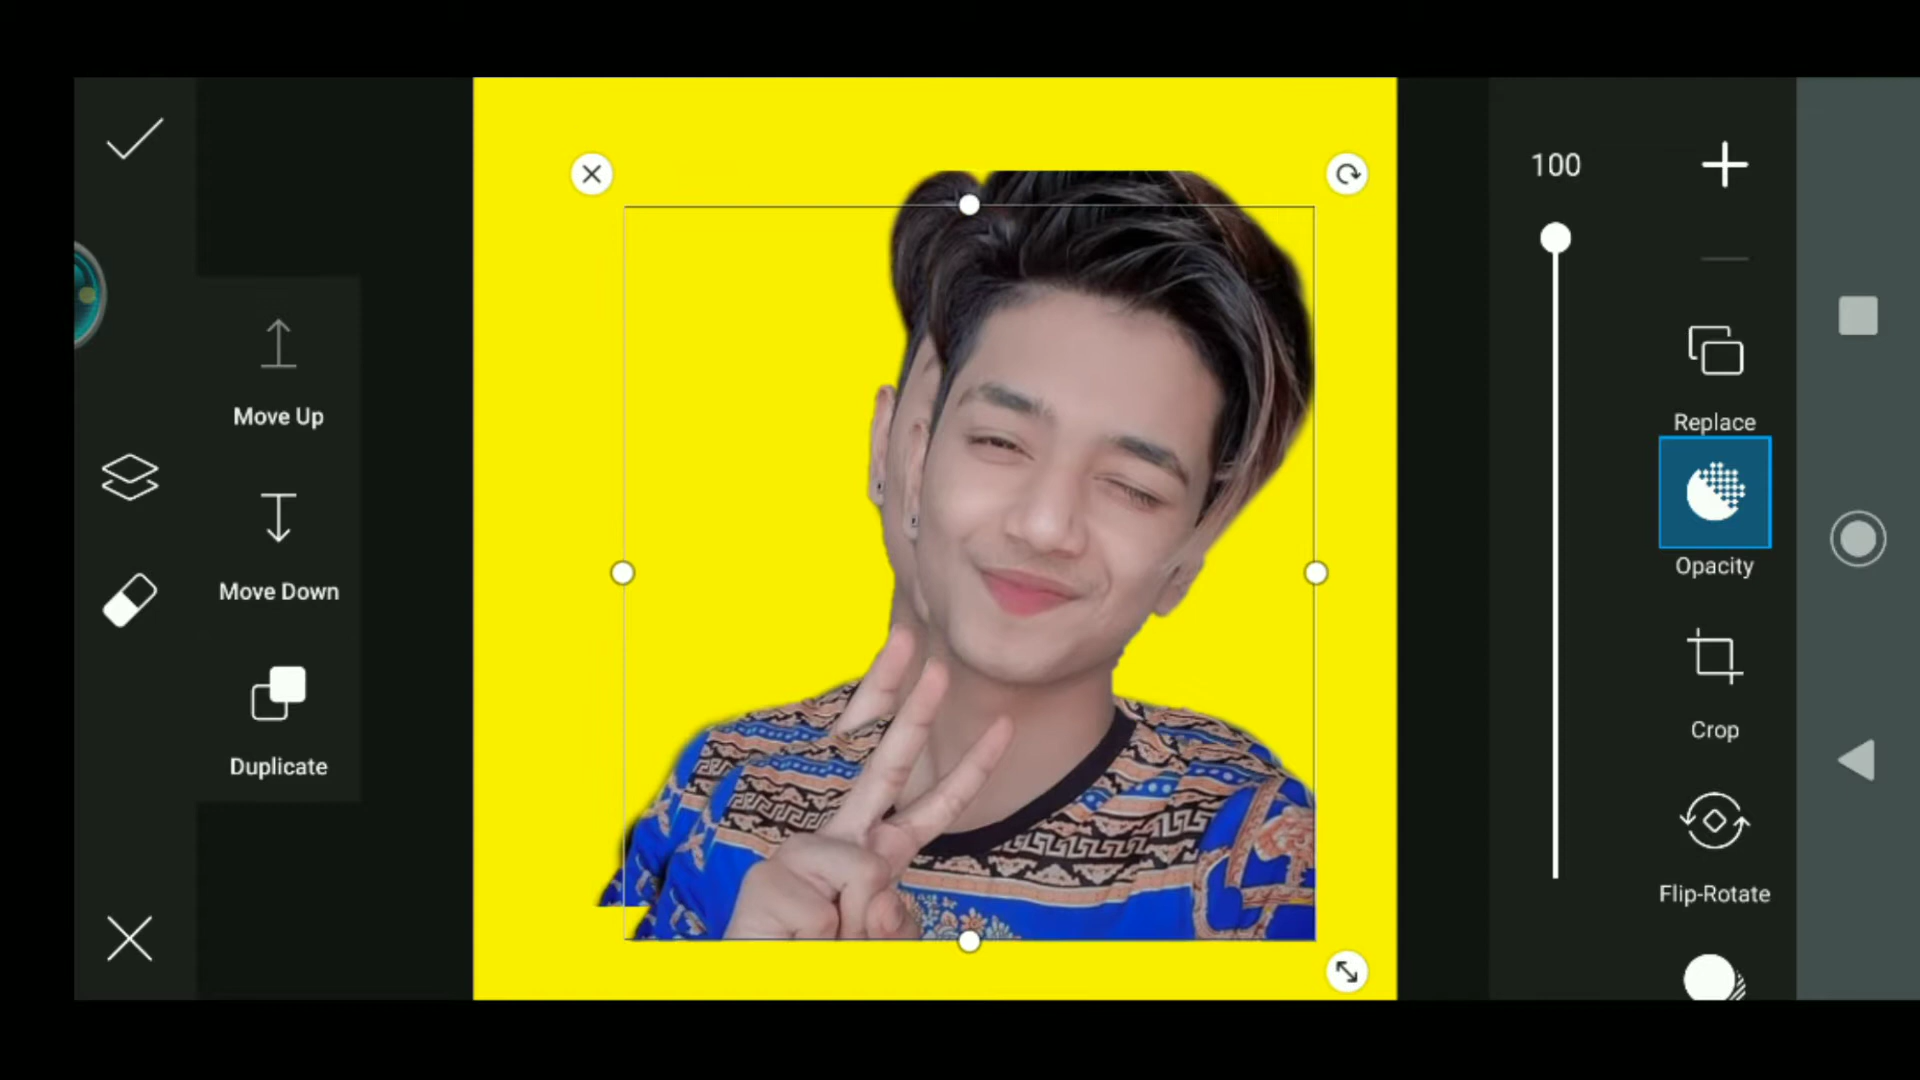 Move Up
Move Down
Duplicate
100
Replace
Opacity
Crop
Flip-Rotate